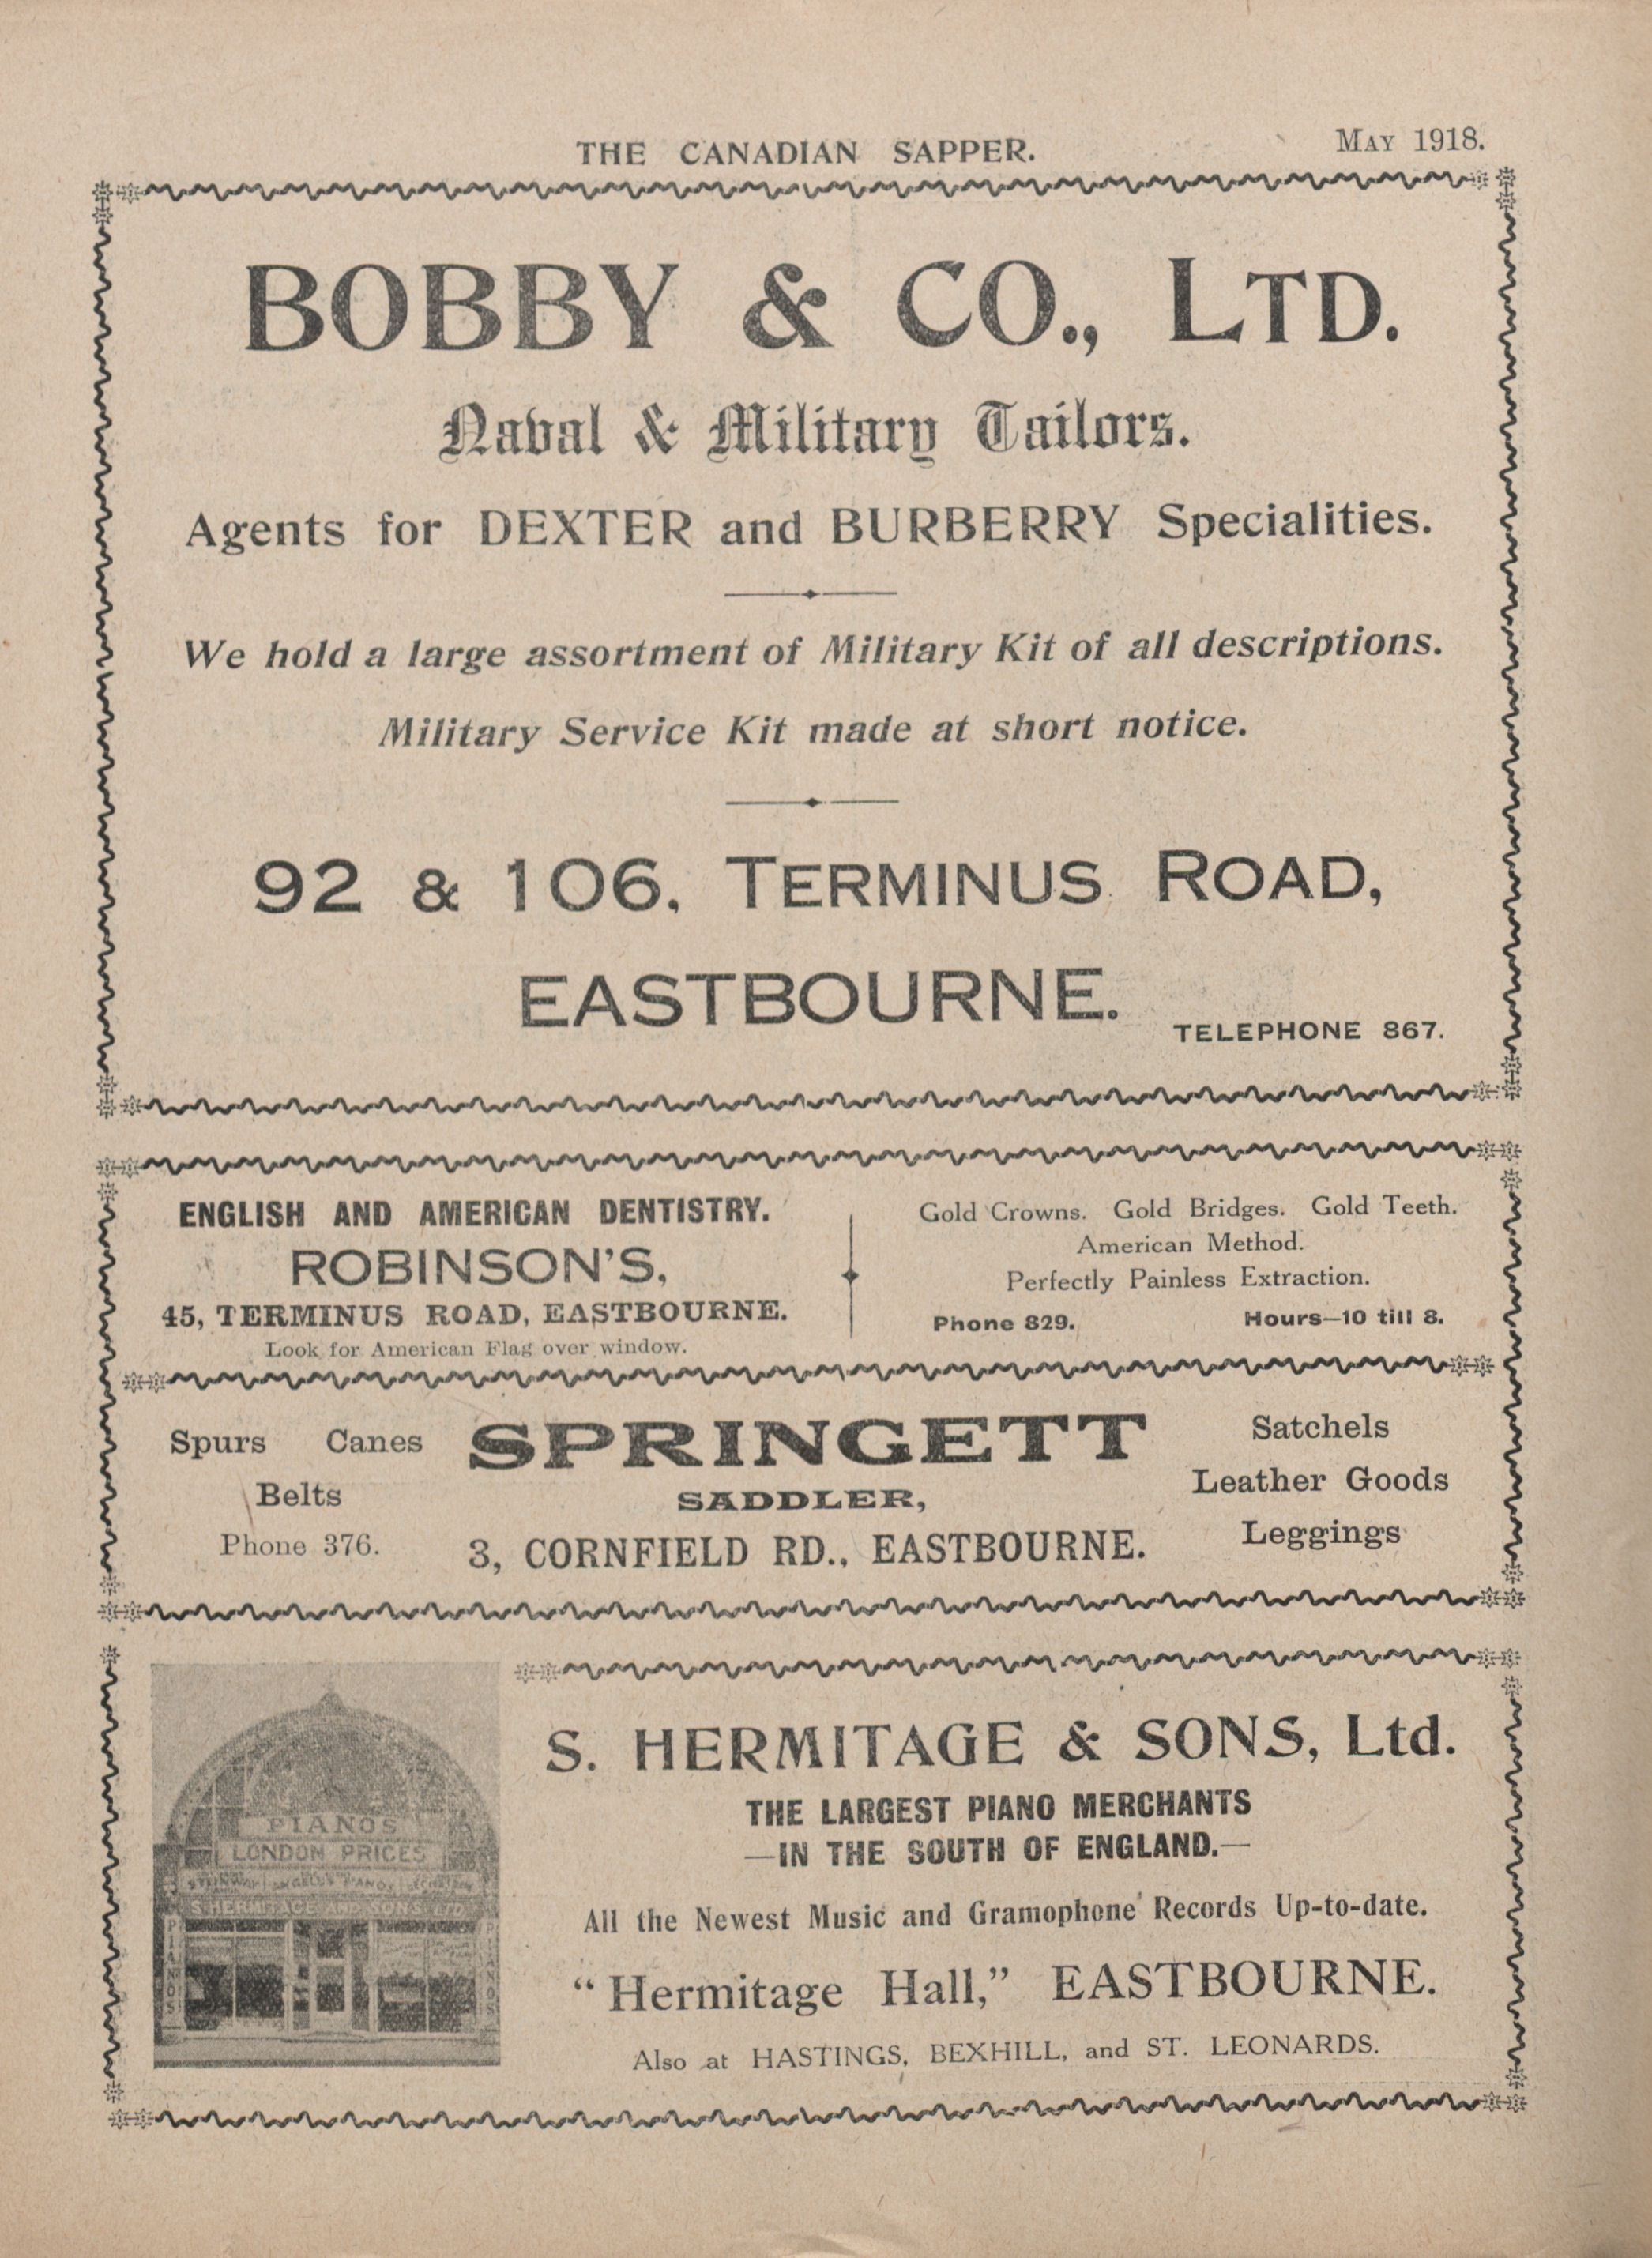 THE CANADIAN SAPPER.
MAY 1918.
BOBBY & CO., LTD.
Naval & Military Tailors.
Agents for DEXTER and BURBERRY Specialities.
We hold a large assortment of Military Kit of all descriptions.
Military Service Kit made at short notice.
92 & 106, TERMINUS ROAD,
EASTBOURNE.
TELEPHONE 867.
ENGLISH AND AMERICAN DENTISTRY.
ROBINSON'S,
45, TERMINUS ROAD, EASTBOURNE.
Look for American Flag over window.
Gold Crowns. Gold Bridges. Gold Teeth.
American Method.
Perfectly Painless Extraction.
Phone 829.
Hours—10 till 8.
Spurs Canes
Belts
Phone 376.
SPRINGETT
SADDLER,
3, CORNFIELD RD., EASTBOURNE.
Satchels
Leather Goods
Leggings
PIANOS
LONDON PRICES
S. HERMITAGE AND SONS LTD
PIANOS
PIANOS
S. HERMITAGE & SONS, Ltd.
THE LARGEST PIANO MERCHANTS
—IN THE SOUTH OF ENGLAND.—
All the Newest Music and Gramophone Records Up-to-date.
"Hermitage Hall," EASTBOURNE.
Also at HASTINGS, BEXHILL, and ST. LEONARDS.